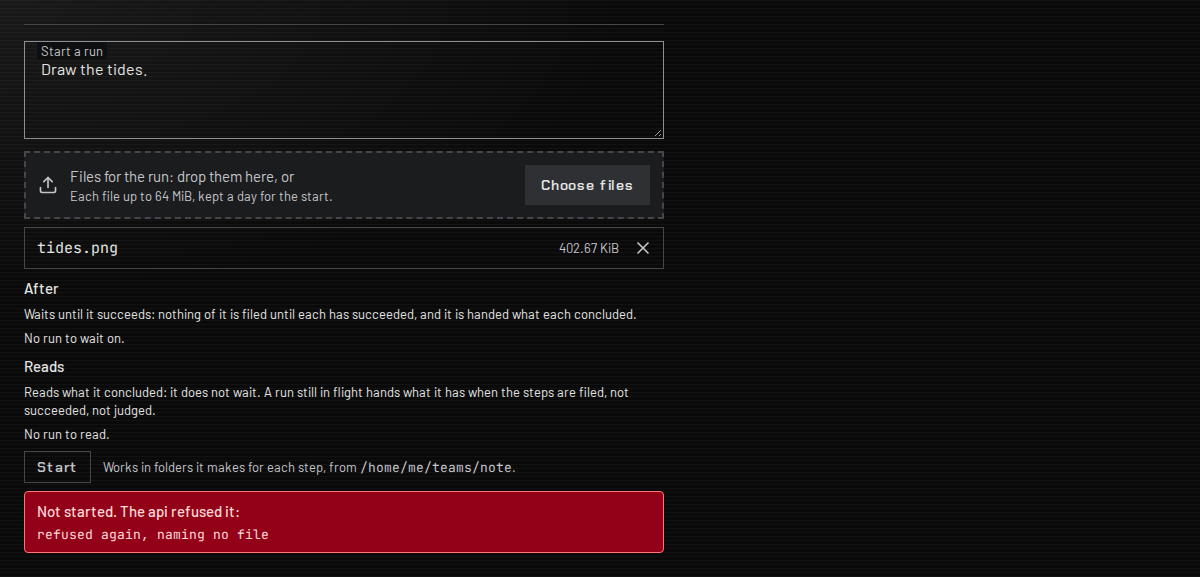 Start a run
Draw the tides.
Files for the run: drop them here, or
Each file up to 64 MiB, kept a day for the start.
Choose files
tides.png
402.67 KiB
After
Waits until it succeeds: nothing of it is filed until each has succeeded, and it is handed what each concluded.
No run to wait on.
Reads
Reads what it concluded: it does not wait. A run still in flight hands what it has when the steps are filed, not
succeeded, not judged.
No run to read.
Start
Works in folders it makes for each step, from /home/me/teams/note.
Not started. The api refused it:
refused again, naming no file